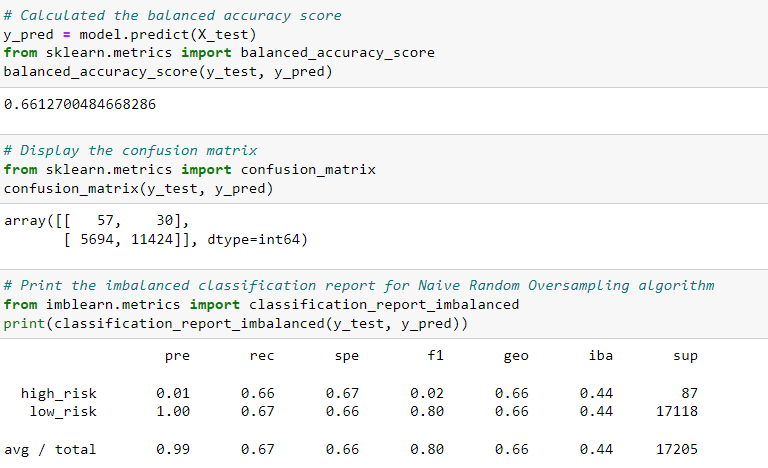 # Calculated the balanced accuracy score
y_pred = model.predict(X_test)
from sklearn.metrics import balanced_accuracy_score
balanced_accuracy_score(y_test, y_pred)
0.6612700484668286
# Display the confusion matrix
from sklearn.metrics import confusion_matrix
confusion_matrix(y_test, y_pred)
array([[   57,    30],
       [ 5694, 11424]], dtype=int64)
# Print the imbalanced classification report for Naive Random Oversampling algorithm
from imblearn.metrics import classification_report_imbalanced
print(classification_report_imbalanced(y_test, y_pred))
                   pre       rec       spe        f1       geo       iba       sup
  high_risk       0.01      0.66      0.67      0.02      0.66      0.44        87
   low_risk       1.00      0.67      0.66      0.80      0.66      0.44     17118
avg / total       0.99      0.67      0.66      0.80      0.66      0.44     17205